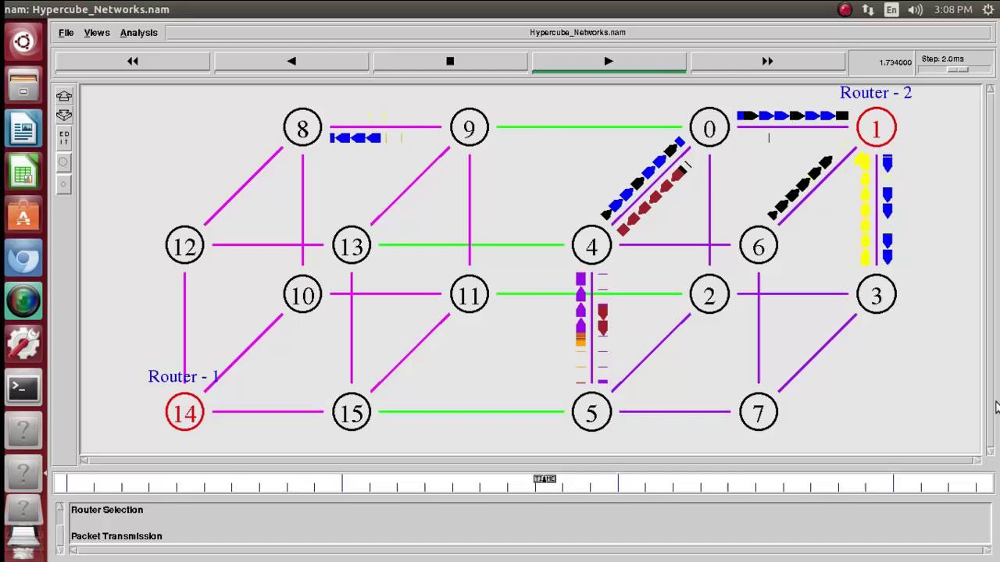 nam: Hypercube_Networks.nam
En
3:08 PM
File Views Analysis
Hypercube_Networks.nam
1.734000
Step: 2.0ms
Router - 2
8 9 0 1
12 13 4 6
10 11 2 3
Router - 1
14 15 5 7
E D
I T
TIME
Router Selection
Packet Transmission